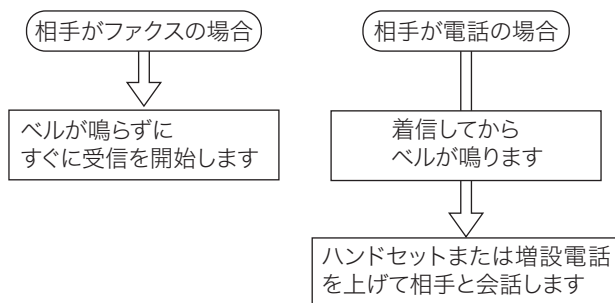 相手がファクスの場合
ベルが鳴らずに
すぐに受信を開始します
相手が電話の場合
着信してから
ベルが鳴ります
ハンドセットまたは増設電話
を上げて相手と会話します